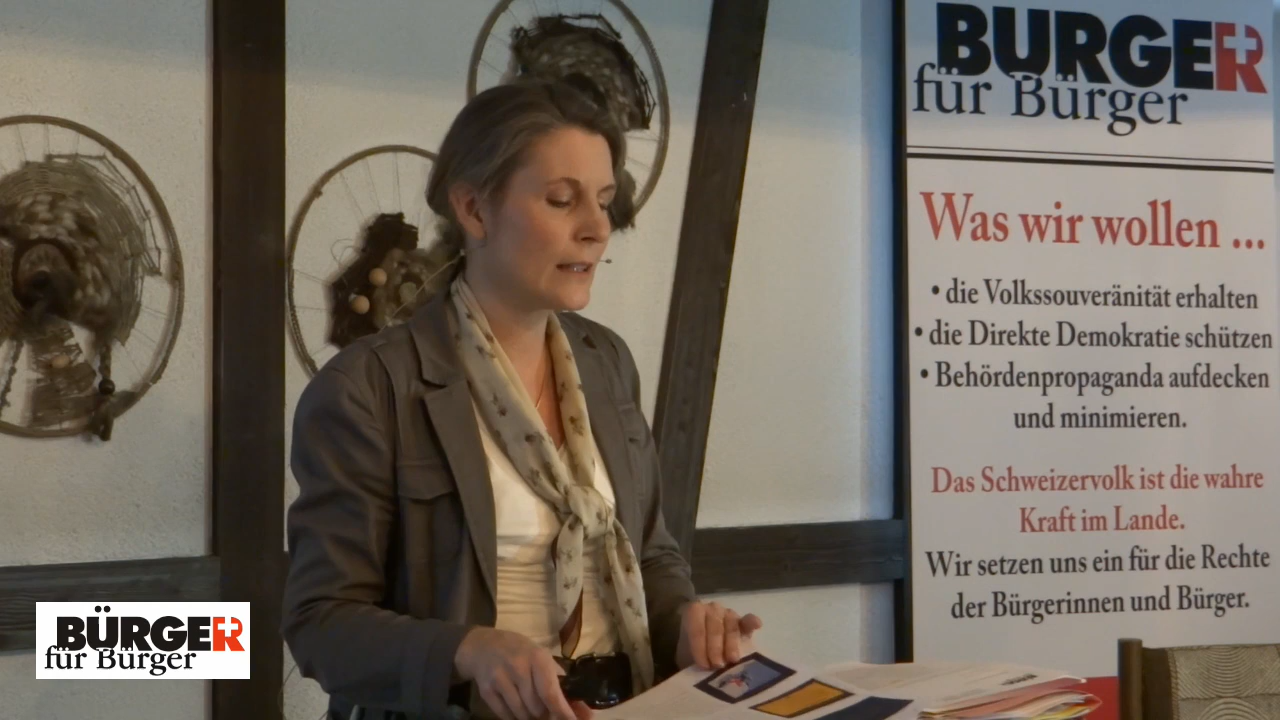 BÜRGER
für Bürger
Was wir wollen ...
• die Volkssouveränität erhalten
• die Direkte Demokratie schützen
• Behördenpropaganda aufdecken
und minimieren.
Das Schweizervolk ist die wahre
Kraft im Lande.
Wir setzen uns ein für die Rechte
der Bürgerinnen und Bürger.
BÜRGER
für Bürger